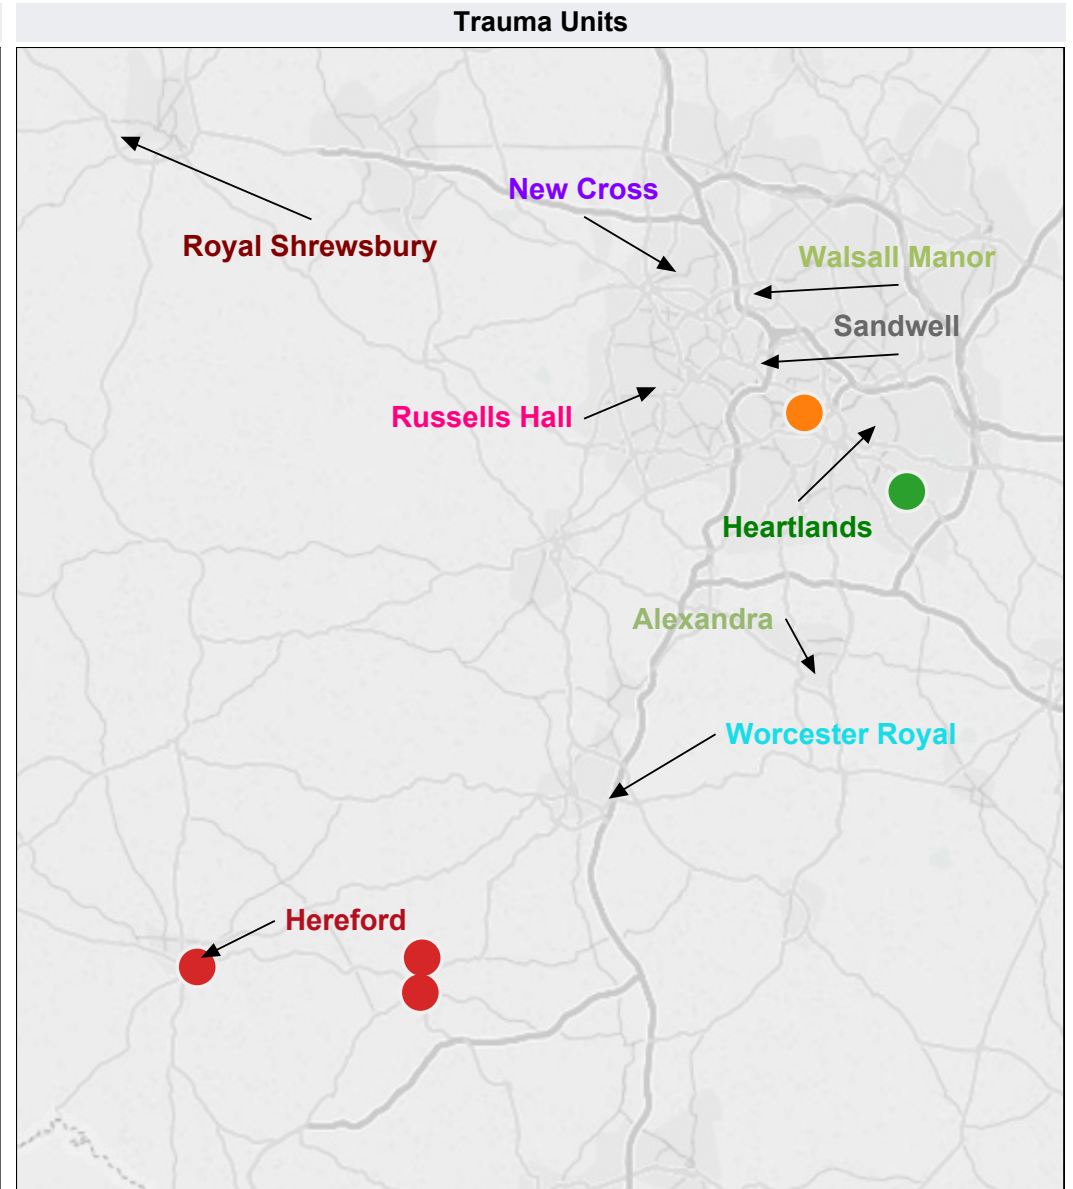 Trauma Units
New Cross
Royal Shrewsbury
Walsall Manor
Sandwell
Russells Hall
Heartlands
Alexandra
Worcester Royal
Hereford